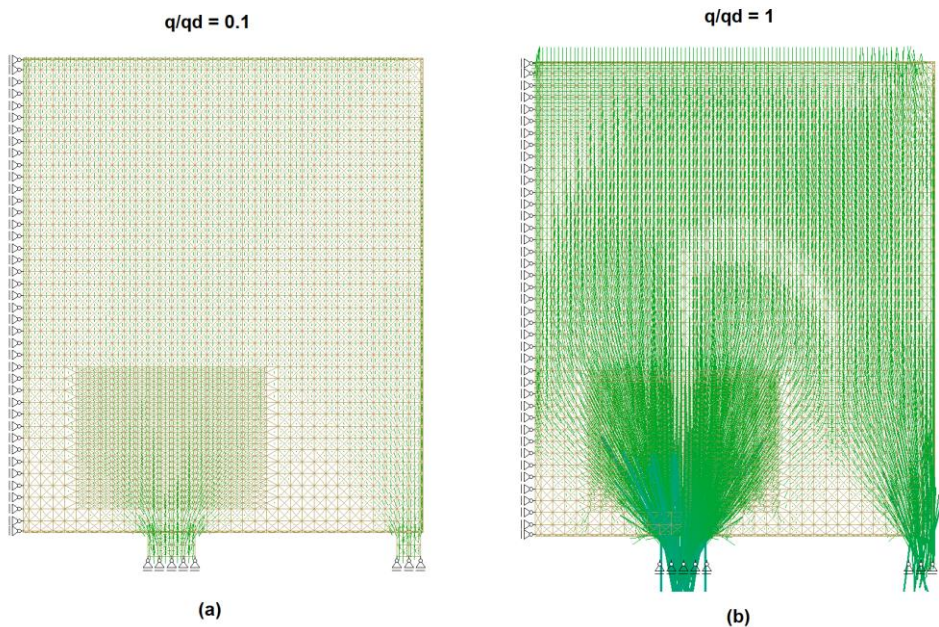 q/qd = 0.1
q/qd = 1
(a)
(b)